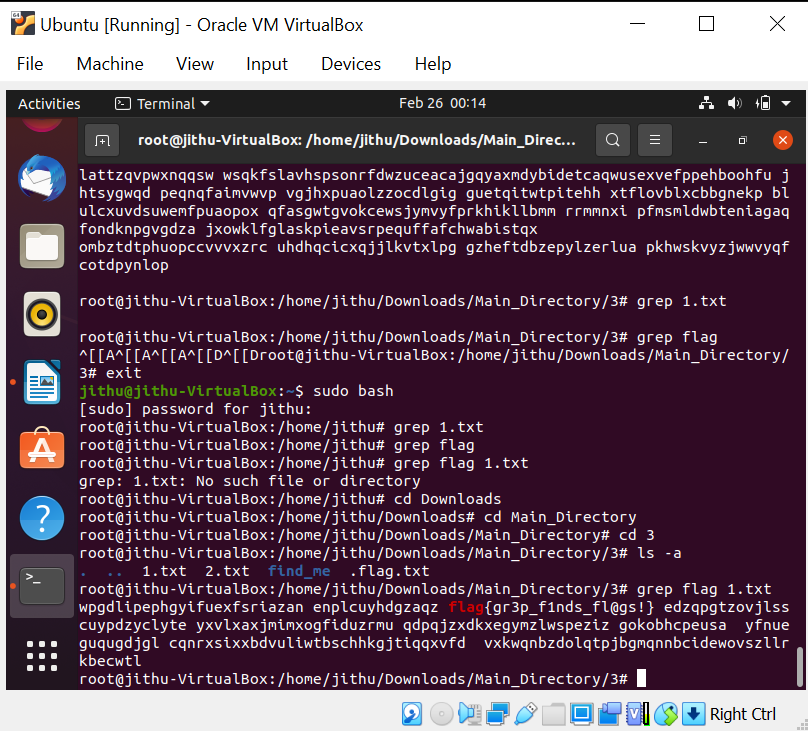 Ubuntu [Running] - Oracle VM VirtualBox
File Machine View Input Devices Help
Activities Terminal Feb 26 00:14
root@jithu-VirtualBox: /home/jithu/Downloads/Main_Direc...
lattzqvpwxnqqsw wsqkfslavhspsonrfdwzuceacajgqyaxmdybidetcaqwusexvefppehboohfu j
htsygwqd peqnqfaimvwvp vgjhxpuaolzzocdlgig guetqitwtpitehh xtflovblxcbbgnekp bl
ulcxuvdsuwemfpuaopox qfasgwtgvokcewsjymvyfprkhikllbmm rrmmnxi pfmsmldwbteniagaq
fondknpgvgdza jxowklfglaskpieavsrpequffafchwabistqx
ombztdtphuopccvvvxzrc uhdhqcicxqjjlkvtxlpg gzheftdbzepylzerlua pkhwskvyzjwwvyqf
cotdpynlop
root@jithu-VirtualBox:/home/jithu/Downloads/Main_Directory/3# grep 1.txt
root@jithu-VirtualBox:/home/jithu/Downloads/Main_Directory/3# grep flag
^[[A^[[A^[[A^[[D^[[Droot@jithu-VirtualBox:/home/jithu/Downloads/Main_Directory/
3# exit
jithu@jithu-VirtualBox:~$ sudo bash
[sudo] password for jithu:
root@jithu-VirtualBox:/home/jithu# grep 1.txt
root@jithu-VirtualBox:/home/jithu# grep flag
root@jithu-VirtualBox:/home/jithu# grep flag 1.txt
grep: 1.txt: No such file or directory
root@jithu-VirtualBox:/home/jithu# cd Downloads
root@jithu-VirtualBox:/home/jithu/Downloads# cd Main_Directory
root@jithu-VirtualBox:/home/jithu/Downloads/Main_Directory# cd 3
root@jithu-VirtualBox:/home/jithu/Downloads/Main_Directory/3# ls -a
. .. 1.txt 2.txt find_me .flag.txt
root@jithu-VirtualBox:/home/jithu/Downloads/Main_Directory/3# grep flag 1.txt
wpgdlipephgyifuexfsriazan enplcuyhdgzaqz flag{gr3p_f1nds_fl@gs!} edzqpgtzovjlss
cuypdzyclyte yxvlxaxjmimxogfiduzrmu qdpqjzxdkxegymzlwspeziz gokobhcpeusa yfnue
guqugdjgl cqnrxsixxbdvuliwtbschhkgjtiqqxvfd vxkwqnbzdolqtpjbgmqnnbcidewovszllr
kbecwtl
root@jithu-VirtualBox:/home/jithu/Downloads/Main_Directory/3#
Right Ctrl